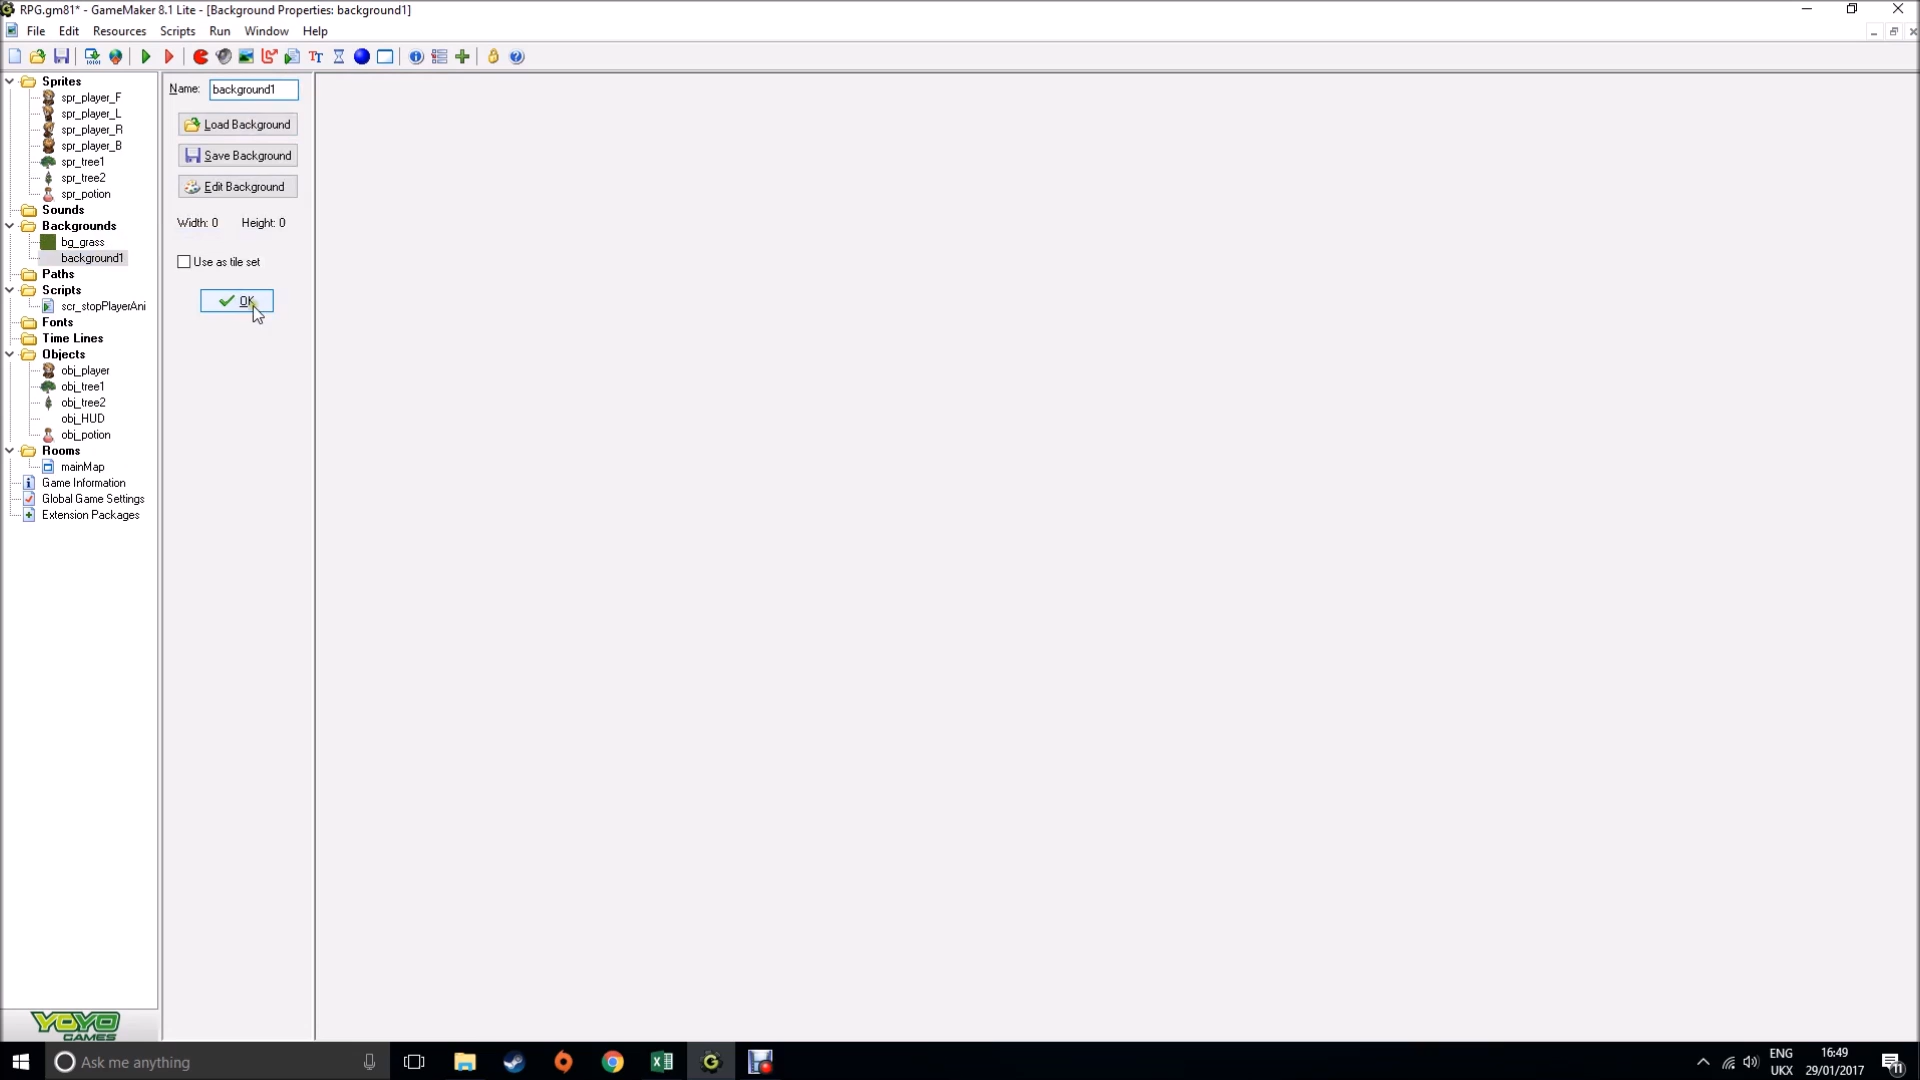 RPG.gm81* - GameMaker 8.1 Lite - [Background Properties: background1]
File Edit Resources Scripts Run Window Help
Sprites
spr_player_F
spr_player_L
spr_player_R
spr_player_B
spr_tree1
spr_tree2
spr_potion
Sounds
Backgrounds
bg_grass
background1
Paths
Scripts
scr_stopPlayerAni
Fonts
Time Lines
Objects
obj_player
obj_tree1
obj_tree2
obj_HUD
obj_potion
Rooms
mainMap
Game Information
Global Game Settings
Extension Packages
Name: background1
Load Background
Save Background
Edit Background
Width: 0 Height: 0
Use as tile set
OK
YOYO
GAMES
Ask me anything
ENG
UKX
16:49
29/01/2017
11